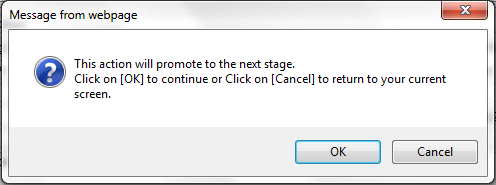 Message from webpage
This action will promote to the next stage.
Click on [OK] to continue or Click on [Cancel] to return to your current
screen.
OK
Cancel